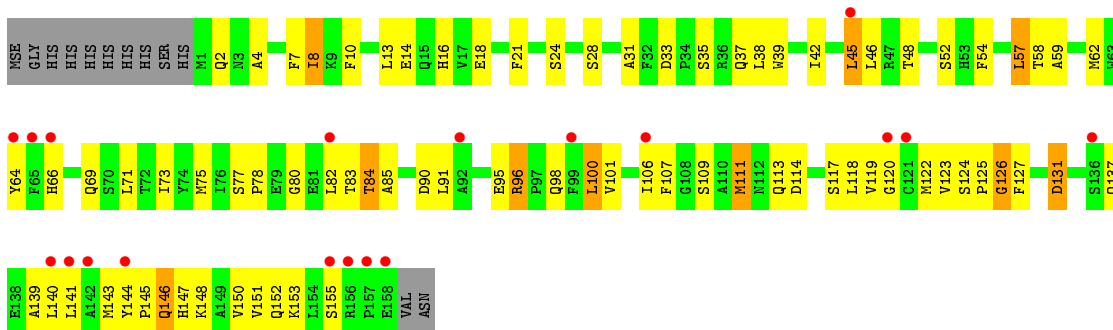 MSE GLY HIS HIS HIS HIS HIS HIS SER HIS M1 Q2 N3 A4 F7 I8 K9 F10 L13 E14 Q15 H16 V17 E18 F21 S24 S28 A31 F32 D33 P34 S35 R36 Q37 L38 W39 I42 L45 L46 R47 T48 S52 H53 F54 L57 T58 A59 M62 W63
Y64 F65 H66 Q69 S70 L71 T72 I73 Y74 M75 I76 S77 P78 E79 G80 E81 L82 T83 T84 A85 D90 L91 A92 E95 R96 P97 Q98 F99 L100 V101 I106 F107 G108 S109 A110 M111 N112 Q113 D114 S117 L118 V119 G120 C121 M122 V123 S124 P125 G126 F127 D131 S136 Q137
E138 A139 L140 L141 A142 M143 Y144 P145 Q146 H147 K148 A149 V150 V151 Q152 K153 L154 S155 R156 P157 E158 VAL ASN